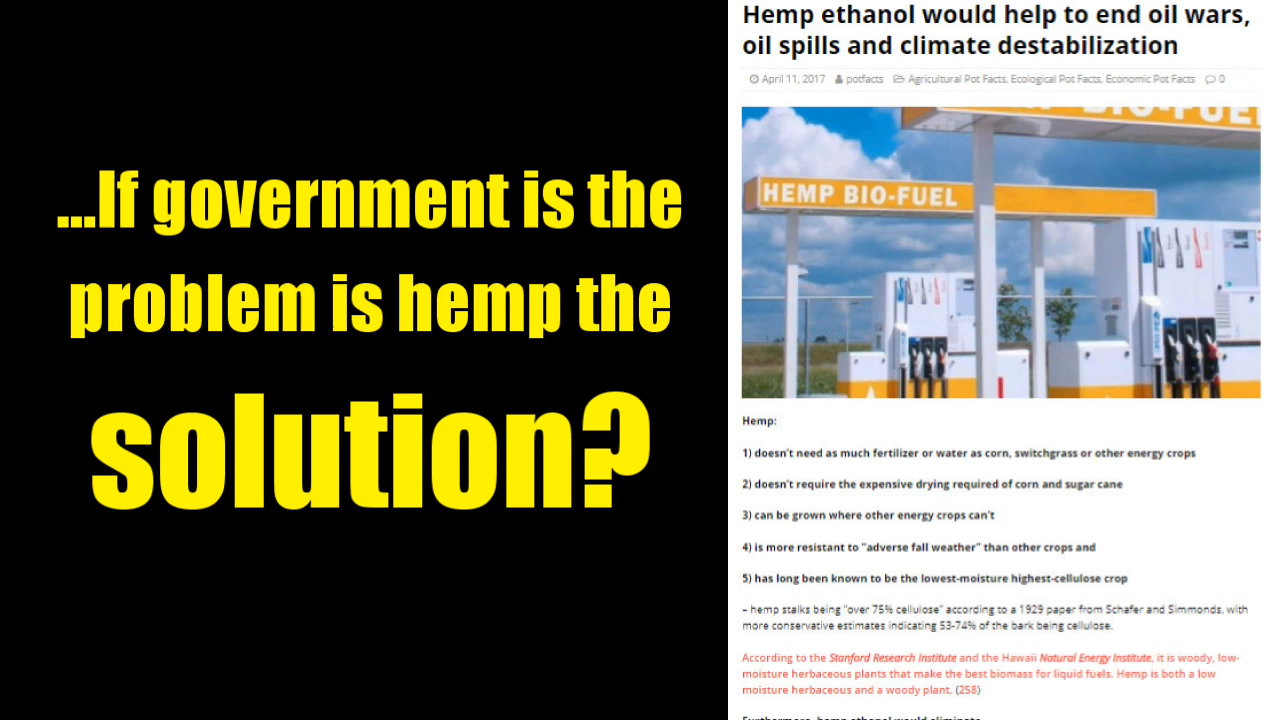 ...If government is the
problem is hemp the
solution?
Hemp ethanol would help to end oil wars,
oil spills and climate destabilization
April 11, 2017 potfacts Agricultural Pot Facts, Ecological Pot Facts, Economic Pot Facts 0
BIO-FUEL
HEMP BIO-FUEL
Hemp:
1) doesn't need as much fertilizer or water as corn, switchgrass or other energy crops
2) doesn't require the expensive drying required of corn and sugar cane
3) can be grown where other energy crops can't
4) is more resistant to "adverse fall weather" than other crops and
5) has long been known to be the lowest-moisture highest-cellulose crop
– hemp stalks being "over 75% cellulose" according to a 1929 paper from Schafer and Simmonds, with
more conservative estimates indicating 53-74% of the bark being cellulose.
According to the Stanford Research Institute and the Hawaii Natural Energy Institute, it is woody, low-
moisture herbaceous plants that make the best biomass for liquid fuels. Hemp is both a low
moisture herbaceous and a woody plant. (258)
Furthermore, hemp ethanol would eliminate